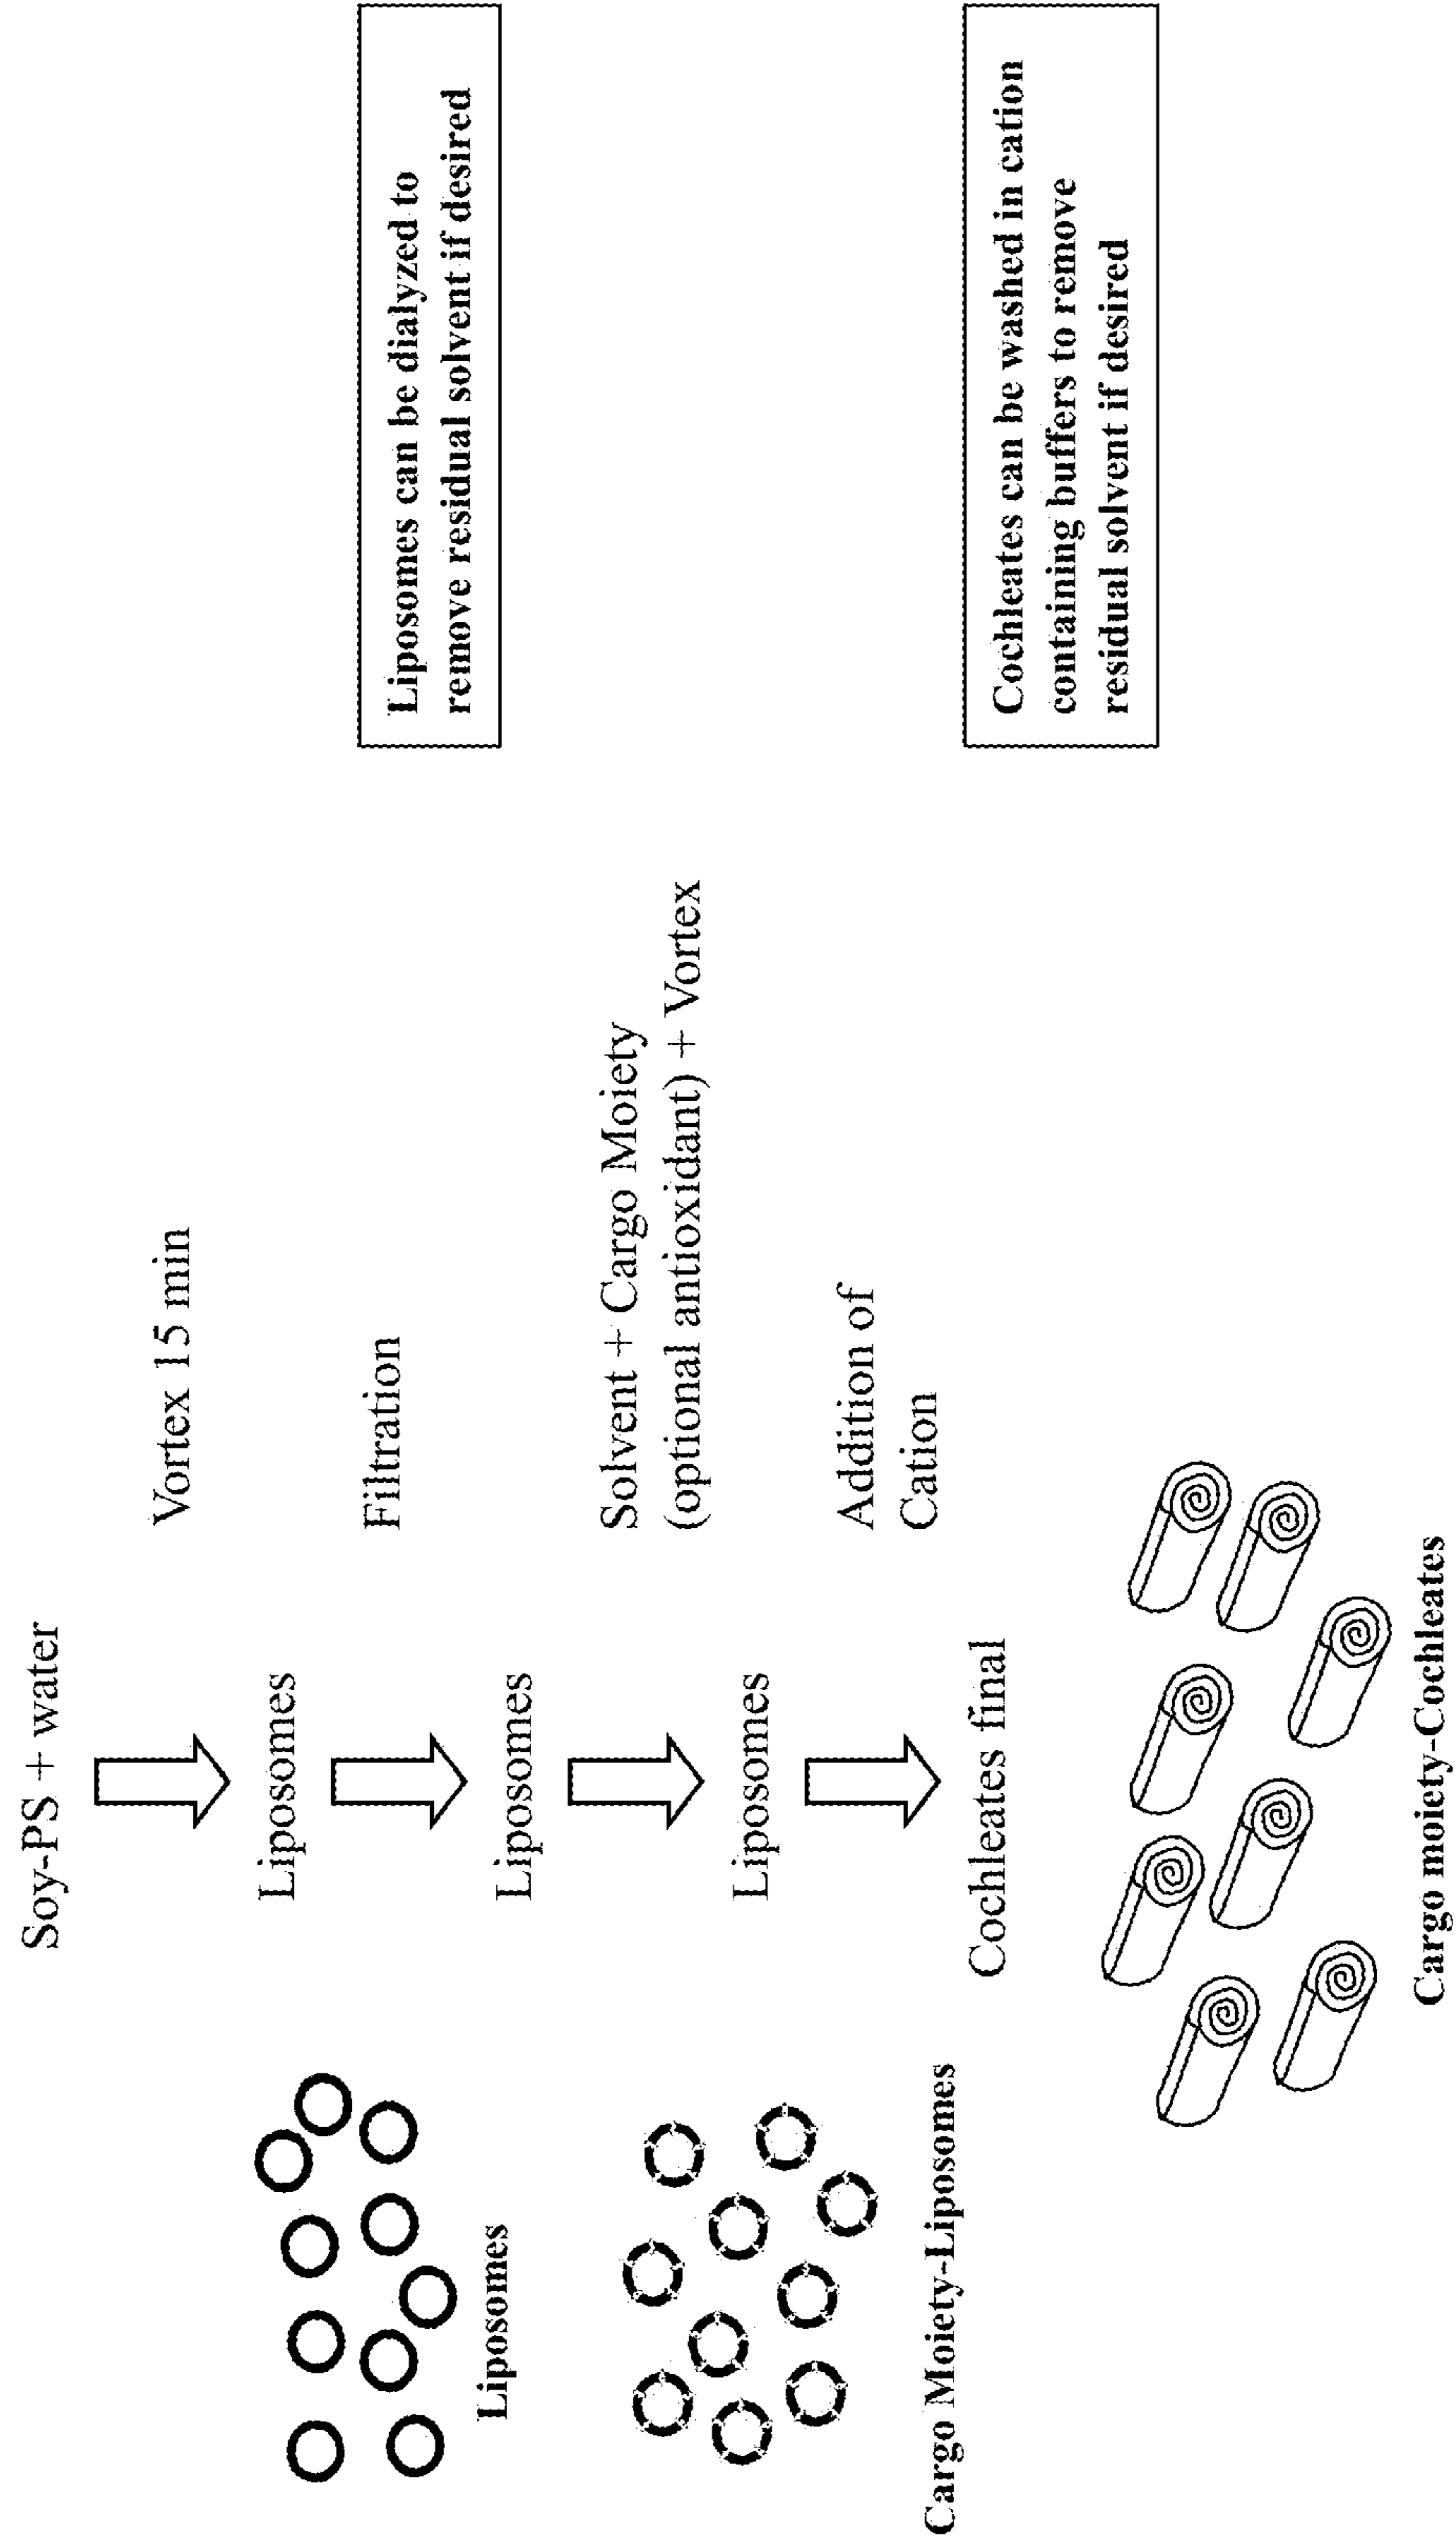 Soy-PS + water
Vortex 15 min
Liposomes
Filtration
Liposomes
Liposomes can be dialyzed to
remove residual solvent if desired
Liposomes
Solvent + Cargo Moiety
(optional antioxidant) + Vortex
Liposomes
Addition of
Cation
Cargo Moiety-Liposomes
Cochleates final
Cochleates can be washed in cation
containing buffers to remove
residual solvent if desired
Cargo moiety-Cochleates